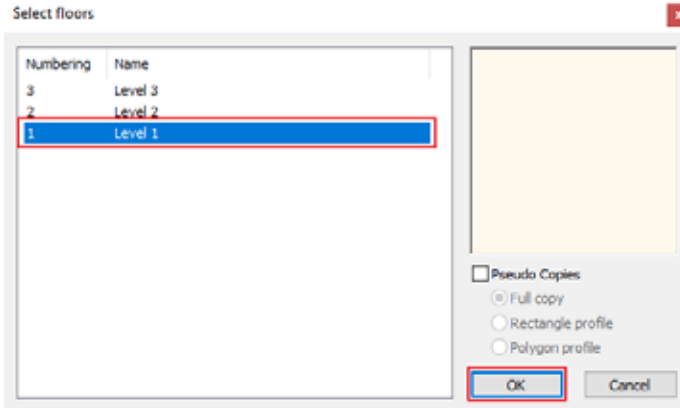 Select floors
Numbering Name
3 Level 3
2 Level 2
1 Level 1
Pseudo Copies
Full copy
Rectangle profile
Polygon profile
OK Cancel